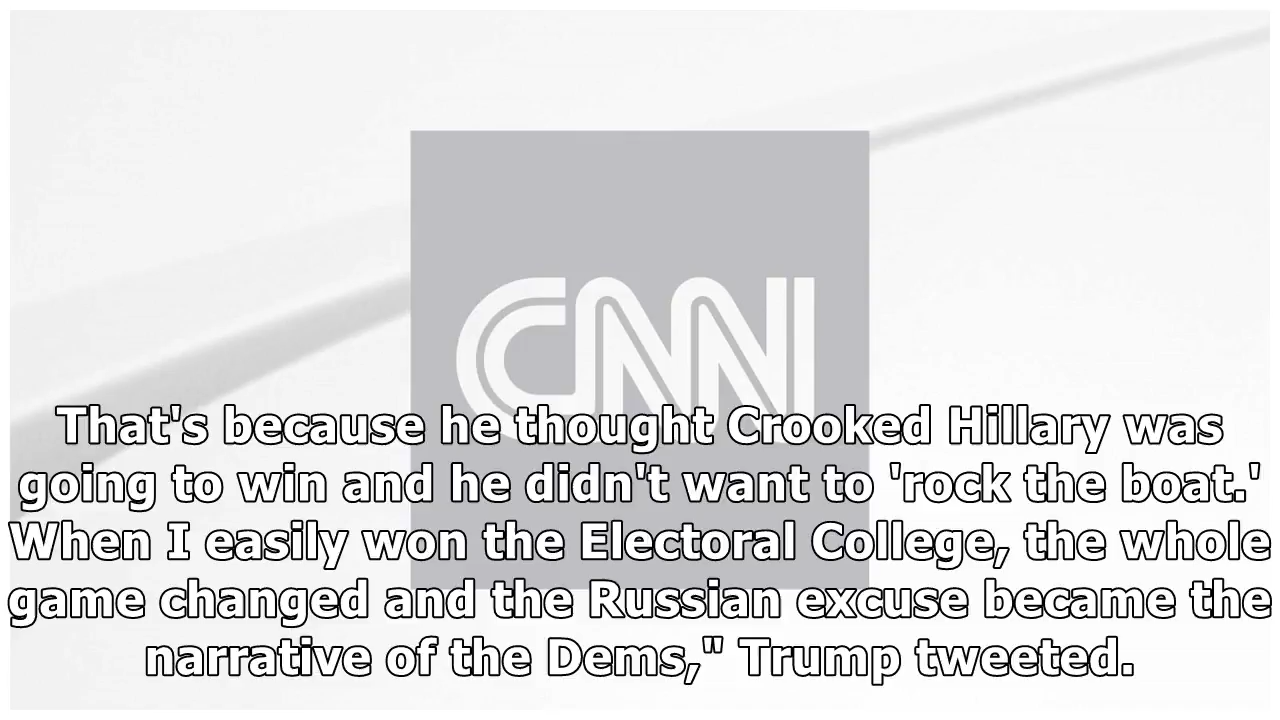 CNN
That's because he thought Crooked Hillary was
going to win and he didn't want to 'rock the boat.'
When I easily won the Electoral College, the whole
game changed and the Russian excuse became the
narrative of the Dems," Trump tweeted.